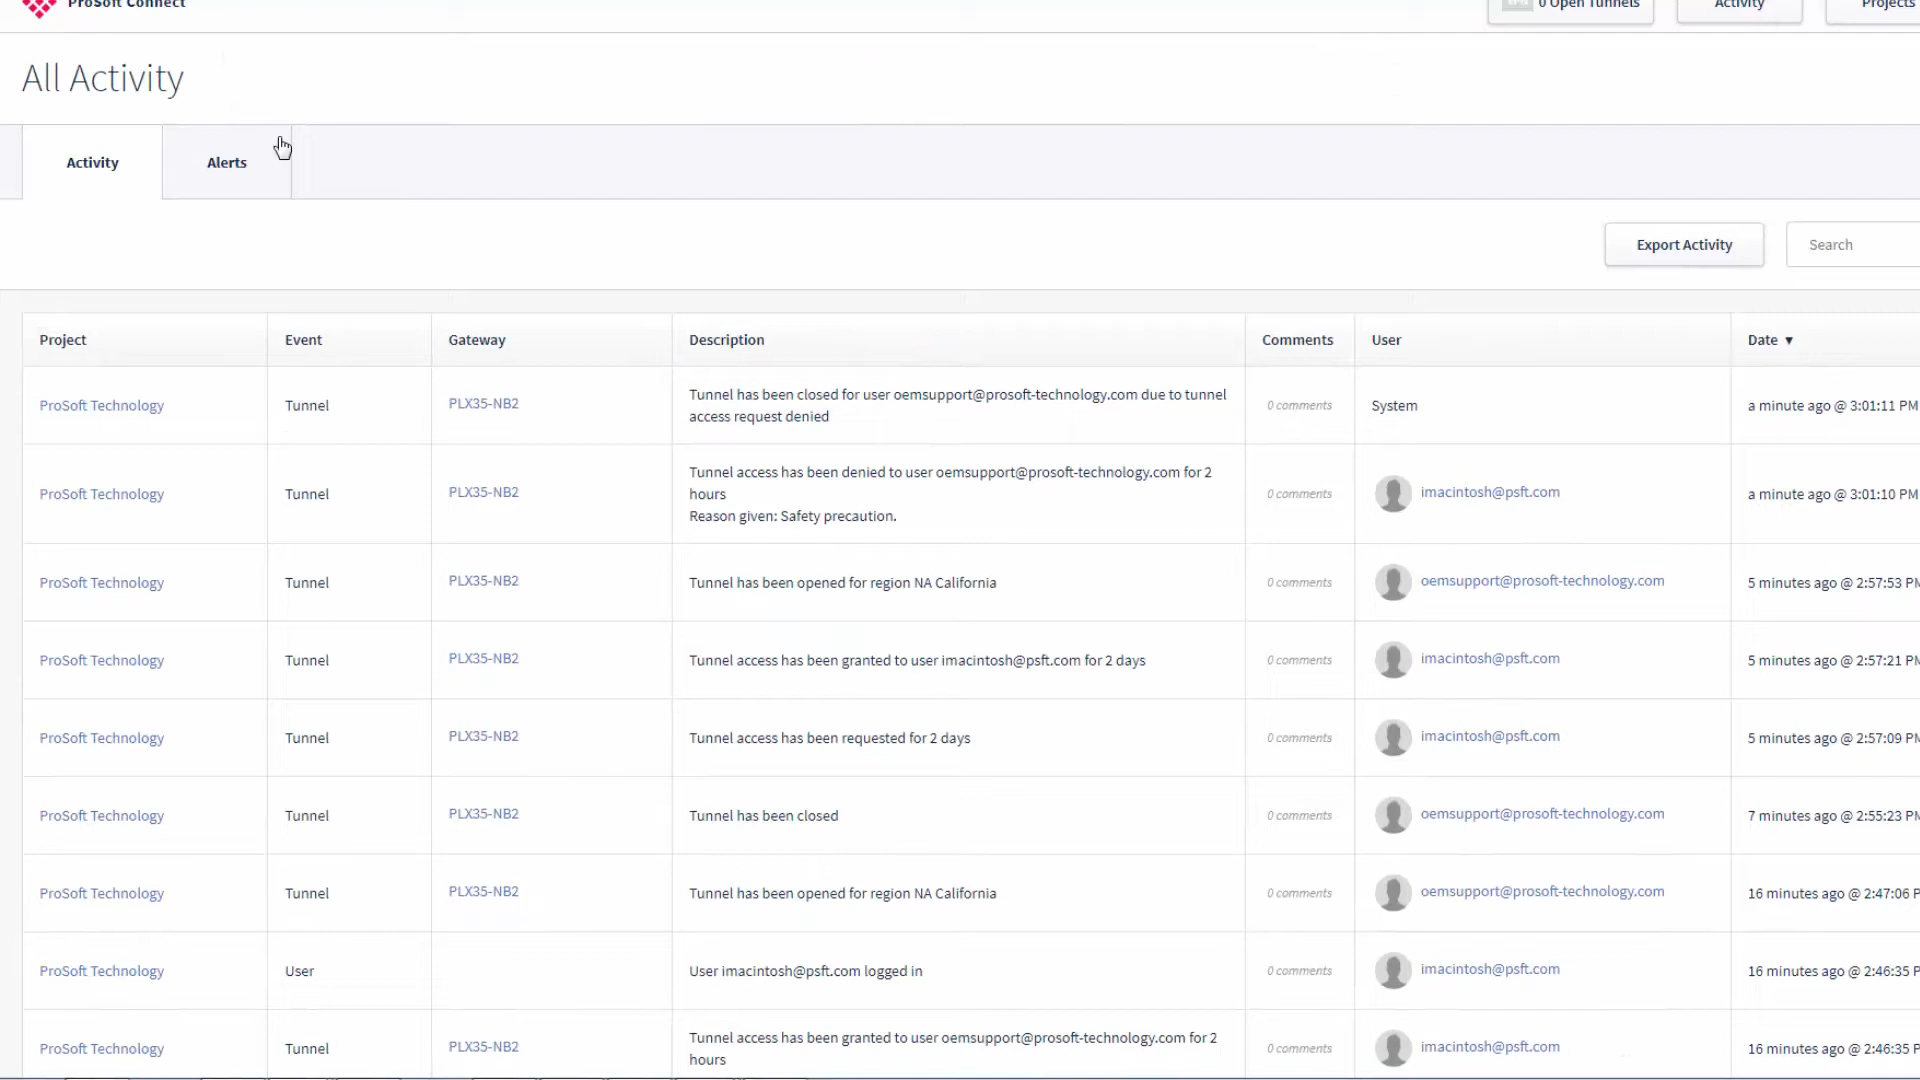 ProSoft Connect
0 Open Tunnels
Activity
Projects
All Activity
Activity
Alerts
Export Activity
Search
Project
Event
Gateway
Description
Comments
User
Date ▼
ProSoft Technology
Tunnel
PLX35-NB2
Tunnel has been closed for user oemsupport@prosoft-technology.com due to tunnel
access request denied
0 comments
System
a minute ago @ 3:01:11 PM
ProSoft Technology
Tunnel
PLX35-NB2
Tunnel access has been denied to user oemsupport@prosoft-technology.com for 2
hours
Reason given: Safety precaution.
0 comments
imacintosh@psft.com
a minute ago @ 3:01:10 PM
ProSoft Technology
Tunnel
PLX35-NB2
Tunnel has been opened for region NA California
0 comments
oemsupport@prosoft-technology.com
5 minutes ago @ 2:57:53 PM
ProSoft Technology
Tunnel
PLX35-NB2
Tunnel access has been granted to user imacintosh@psft.com for 2 days
0 comments
imacintosh@psft.com
5 minutes ago @ 2:57:21 PM
ProSoft Technology
Tunnel
PLX35-NB2
Tunnel access has been requested for 2 days
0 comments
imacintosh@psft.com
5 minutes ago @ 2:57:09 PM
ProSoft Technology
Tunnel
PLX35-NB2
Tunnel has been closed
0 comments
oemsupport@prosoft-technology.com
7 minutes ago @ 2:55:23 PM
ProSoft Technology
Tunnel
PLX35-NB2
Tunnel has been opened for region NA California
0 comments
oemsupport@prosoft-technology.com
16 minutes ago @ 2:47:06 P
ProSoft Technology
User
User imacintosh@psft.com logged in
0 comments
imacintosh@psft.com
16 minutes ago @ 2:46:35 P
ProSoft Technology
Tunnel
PLX35-NB2
Tunnel access has been granted to user oemsupport@prosoft-technology.com for 2
hours
0 comments
imacintosh@psft.com
16 minutes ago @ 2:46:35 P